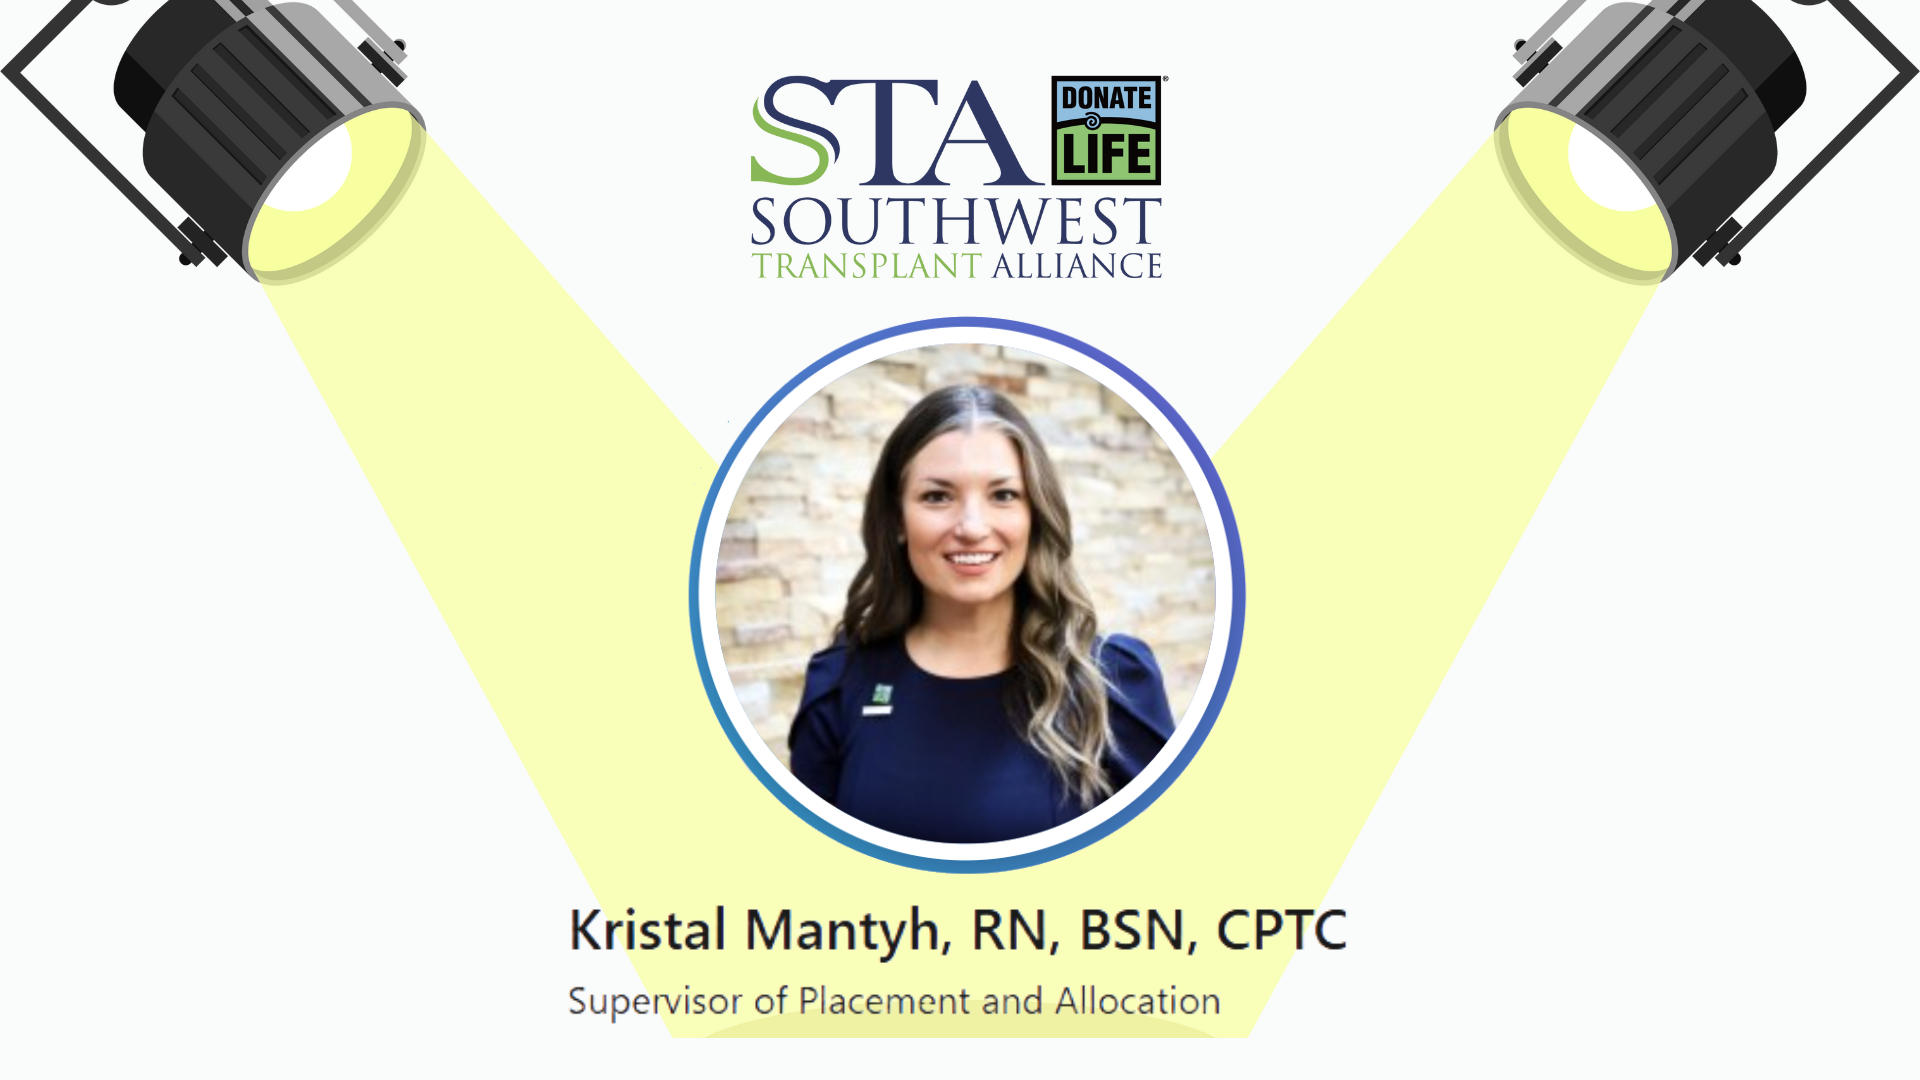 STA
DONATE
LIFE®
SOUTHWEST
TRANSPLANT ALLIANCE
Kristal Mantyh, RN, BSN, CPTC
Supervisor of Placement and Allocation